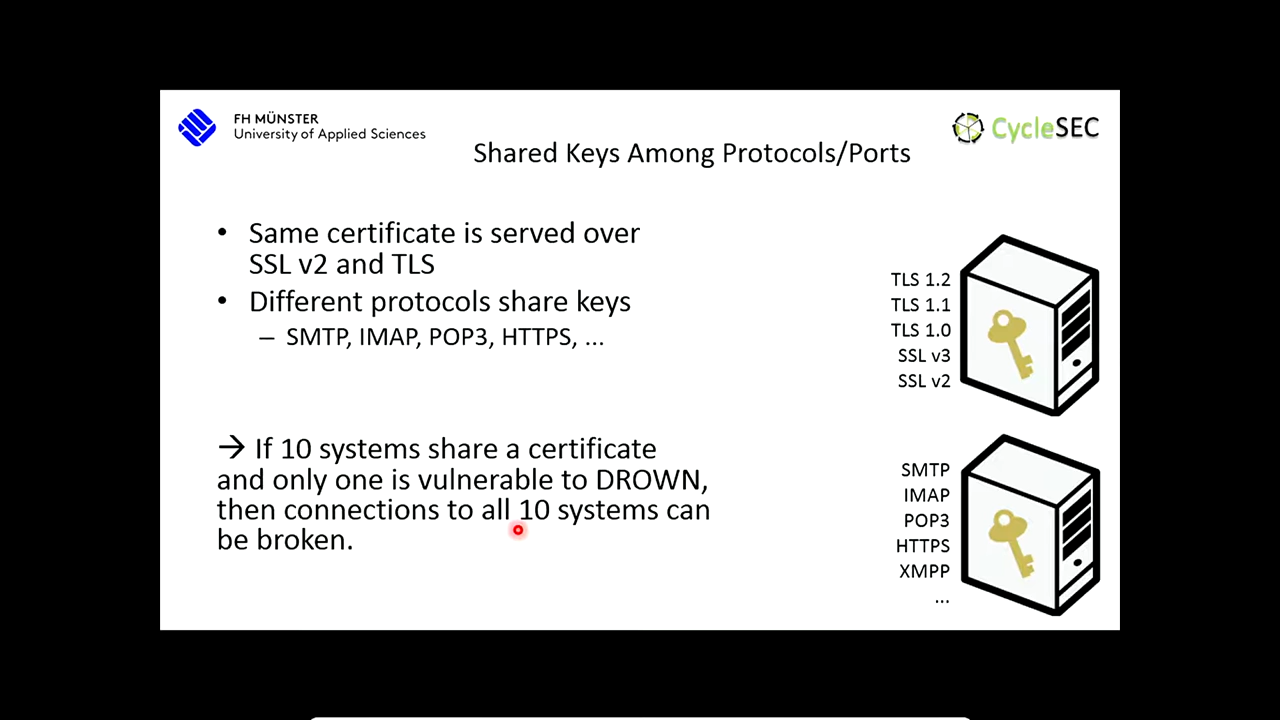 FH MÜNSTER
University of Applied Sciences
CycleSEC
Shared Keys Among Protocols/Ports
• Same certificate is served over
SSL v2 and TLS
• Different protocols share keys
– SMTP, IMAP, POP3, HTTPS, ...
→ If 10 systems share a certificate
and only one is vulnerable to DROWN,
then connections to all 10 systems can
be broken.
TLS 1.2
TLS 1.1
TLS 1.0
SSL v3
SSL v2
SMTP
IMAP
POP3
HTTPS
XMPP
...